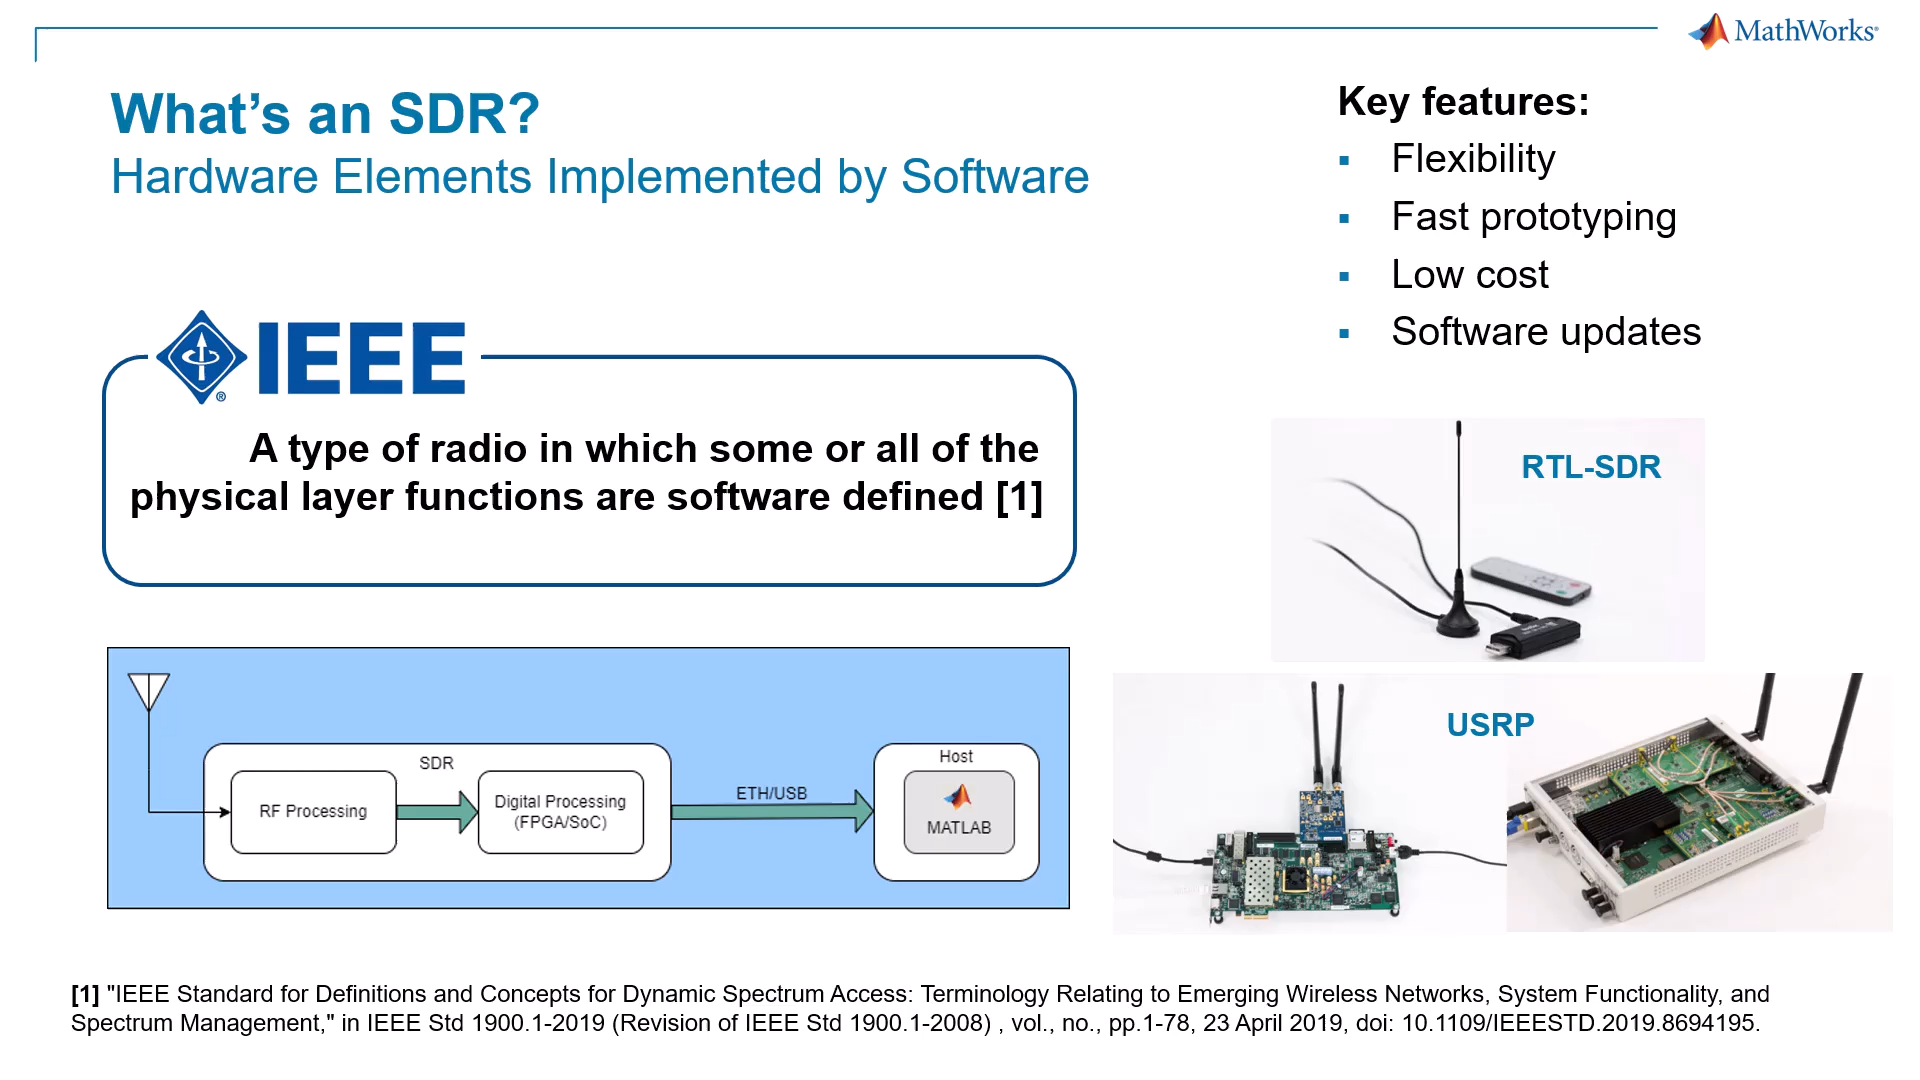 MathWorks®
What's an SDR?
Hardware Elements Implemented by Software
Key features:
▪ Flexibility
▪ Fast prototyping
▪ Low cost
▪ Software updates
IEEE®
A type of radio in which some or all of the
physical layer functions are software defined [1]
RTL-SDR
USRP
SDR
RF Processing
Digital Processing
(FPGA/SoC)
ETH/USB
Host
MATLAB
[1] "IEEE Standard for Definitions and Concepts for Dynamic Spectrum Access: Terminology Relating to Emerging Wireless Networks, System Functionality, and
Spectrum Management," in IEEE Std 1900.1-2019 (Revision of IEEE Std 1900.1-2008) , vol., no., pp.1-78, 23 April 2019, doi: 10.1109/IEEESTD.2019.8694195.